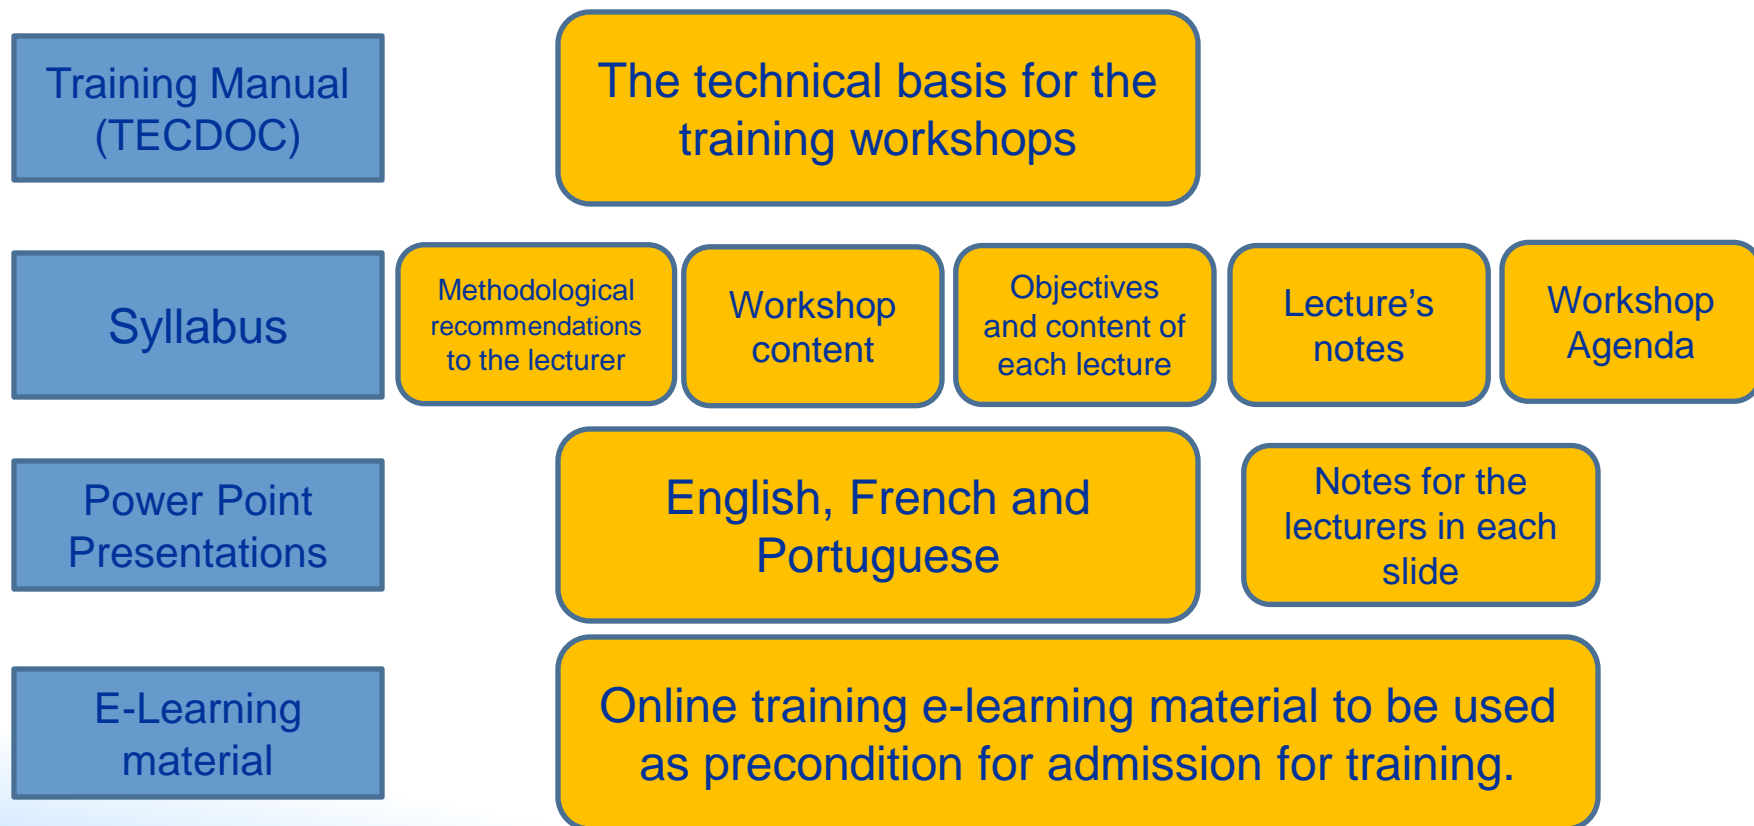 Training Manual
(TECDOC)
The technical basis for the
training workshops
Syllabus
Methodological
recommendations
to the lecturer
Workshop
content
Objectives
and content of
each lecture
Lecture’s
notes
Workshop
Agenda
Power Point
Presentations
English, French and
Portuguese
Notes for the
lecturers in each
slide
E-Learning
material
Online training e-learning material to be used
as precondition for admission for training.